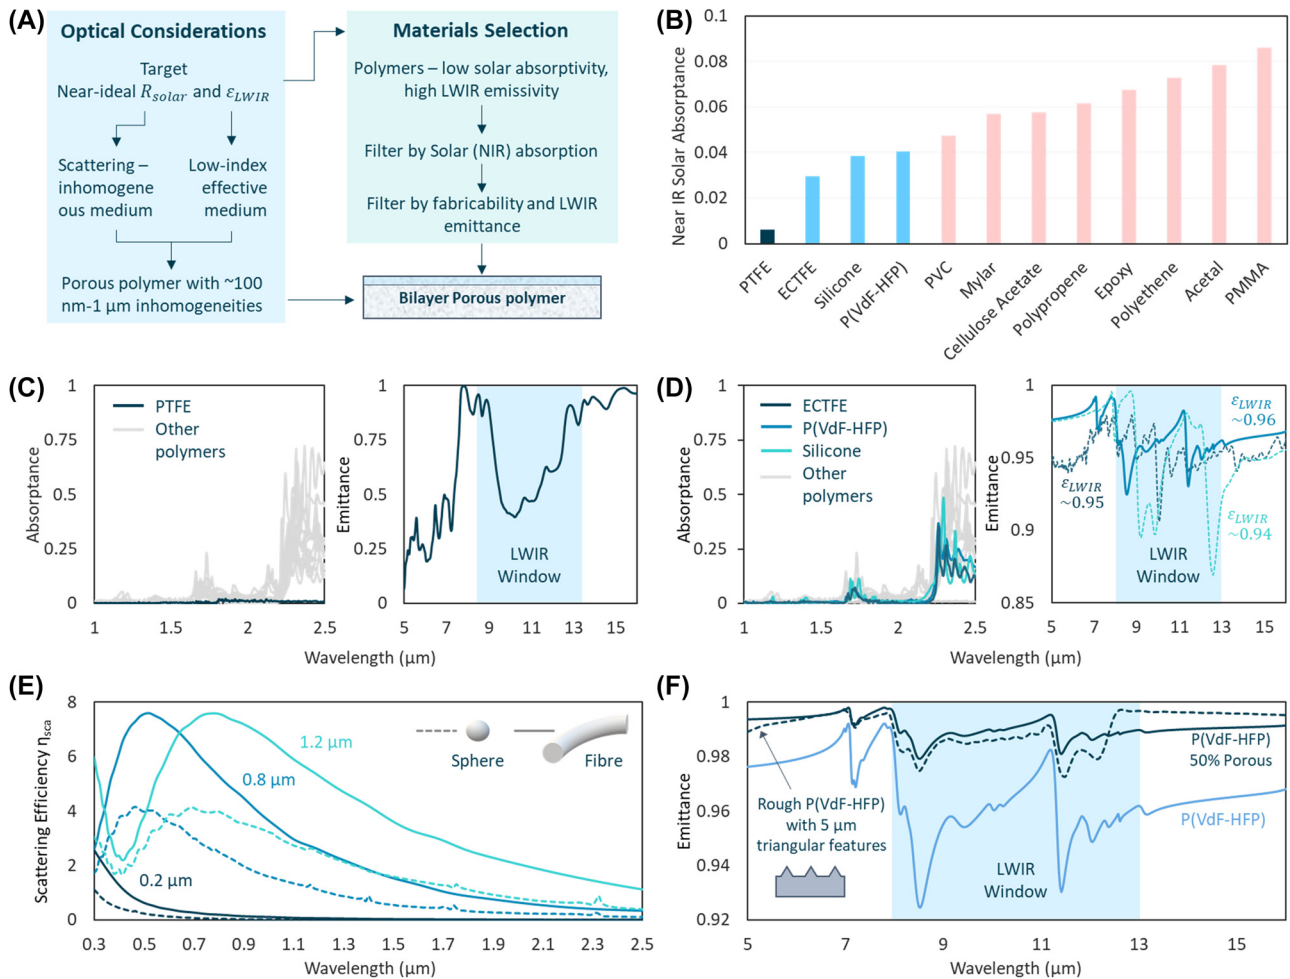 (A)
Optical Considerations
Target
Near-ideal R_solar and ε_LWIR
Scattering –
inhomogene
ous medium
Low-index
effective
medium
Porous polymer with ~100
nm-1 µm inhomogeneities
Materials Selection
Polymers – low solar absorptivity,
high LWIR emissivity
Filter by Solar (NIR) absorption
Filter by fabricability and LWIR
emittance
Bilayer Porous polymer
(B)
Near IR Solar Absorptance
0.1
0.08
0.06
0.04
0.02
0
PTFE
ECTFE
Silicone
P(VdF-HFP)
PVC
Mylar
Cellulose Acetate
Polypropene
Epoxy
Polyethene
Acetal
PMMA
(C)
Absorptance
1
0.75
0.5
0.25
0
PTFE
Other
polymers
1
1.5
2
2.5
Emittance
1
0.75
0.5
0.25
0
LWIR
Window
5
7
9
11
13
15
Wavelength (µm)
(D)
Absorptance
1
0.75
0.5
0.25
0
ECTFE
P(VdF-HFP)
Silicone
Other
polymers
1
1.5
2
2.5
Emittance
1
0.95
0.9
0.85
ε_LWIR
~0.96
ε_LWIR
~0.95
ε_LWIR
~0.94
LWIR
Window
5
7
9
11
13
15
Wavelength (µm)
(E)
Scattering Efficiency η_sca
8
6
4
2
0
1.2 µm
0.8 µm
0.2 µm
Sphere
Fibre
0.3
0.5
0.7
0.9
1.1
1.3
1.5
1.7
1.9
2.1
2.3
2.5
Wavelength (µm)
(F)
Emittance
1
0.98
0.96
0.94
0.92
P(VdF-HFP)
50% Porous
Rough P(VdF-HFP)
with 5 µm
triangular features
P(VdF-HFP)
LWIR
Window
5
7
9
11
13
15
Wavelength (µm)